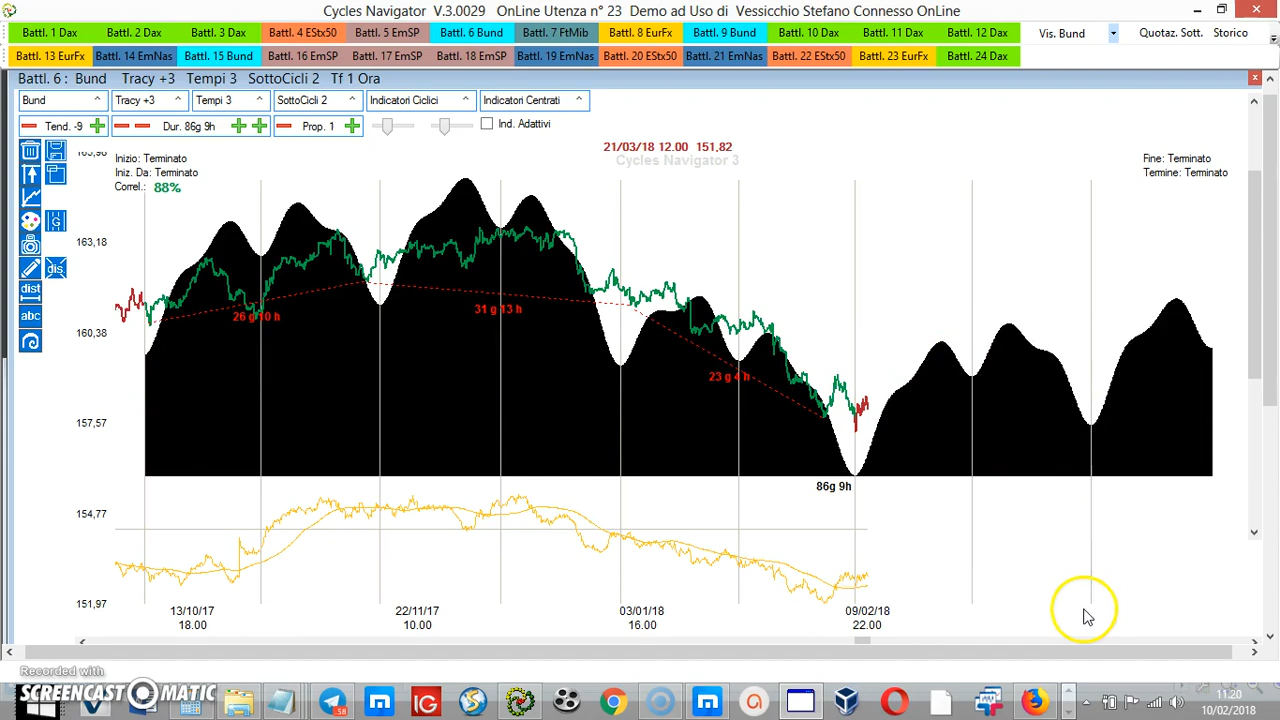 Cycles Navigator V.3.0029 OnLine Utenza n° 23 Demo ad Uso di Vessicchio Stefano Connesso OnLine
Battl. 1 Dax Battl. 2 Dax Battl. 3 Dax Battl. 4 EStx50 Battl. 5 EmSP Battl. 6 Bund Battl. 7 FtMib Battl. 8 EurFx Battl. 9 Bund Battl. 10 Dax Battl. 11 Dax Battl. 12 Dax Vis. Bund Quotaz. Sott. Storico
Battl. 13 EurFx Battl. 14 EmNas Battl. 15 Bund Battl. 16 EmSP Battl. 17 EmSP Battl. 18 EmSP Battl. 19 EmNas Battl. 20 EStx50 Battl. 21 EmNas Battl. 22 EStx50 Battl. 23 EurFx Battl. 24 Dax
Battl. 6 : Bund Tracy +3 Tempi 3 SottoCicli 2 Tf 1 Ora
Bund Tracy +3 Tempi 3 SottoCicli 2 Indicatori Ciclici Indicatori Centrati
Tend. -9 Dur. 86g 9h Prop. 1 Ind. Adattivi
21/03/18 12.00 151.82
Cycles Navigator 3
Inizio: Terminato
Iniz. Da: Terminato
Correl.: 88%
Fine: Terminato
Termine: Terminato
163,18
160,38
157,57
154,77
151,97
26 g 10 h
31 g 13 h
23 g 4 h
86g 9h
dis
dist
abc
13/10/17 22/11/17 03/01/18 09/02/18
18.00 10.00 16.00 22.00
Recorded with
SCREENCAST MATIC
IG
58
11.20
10/02/2018